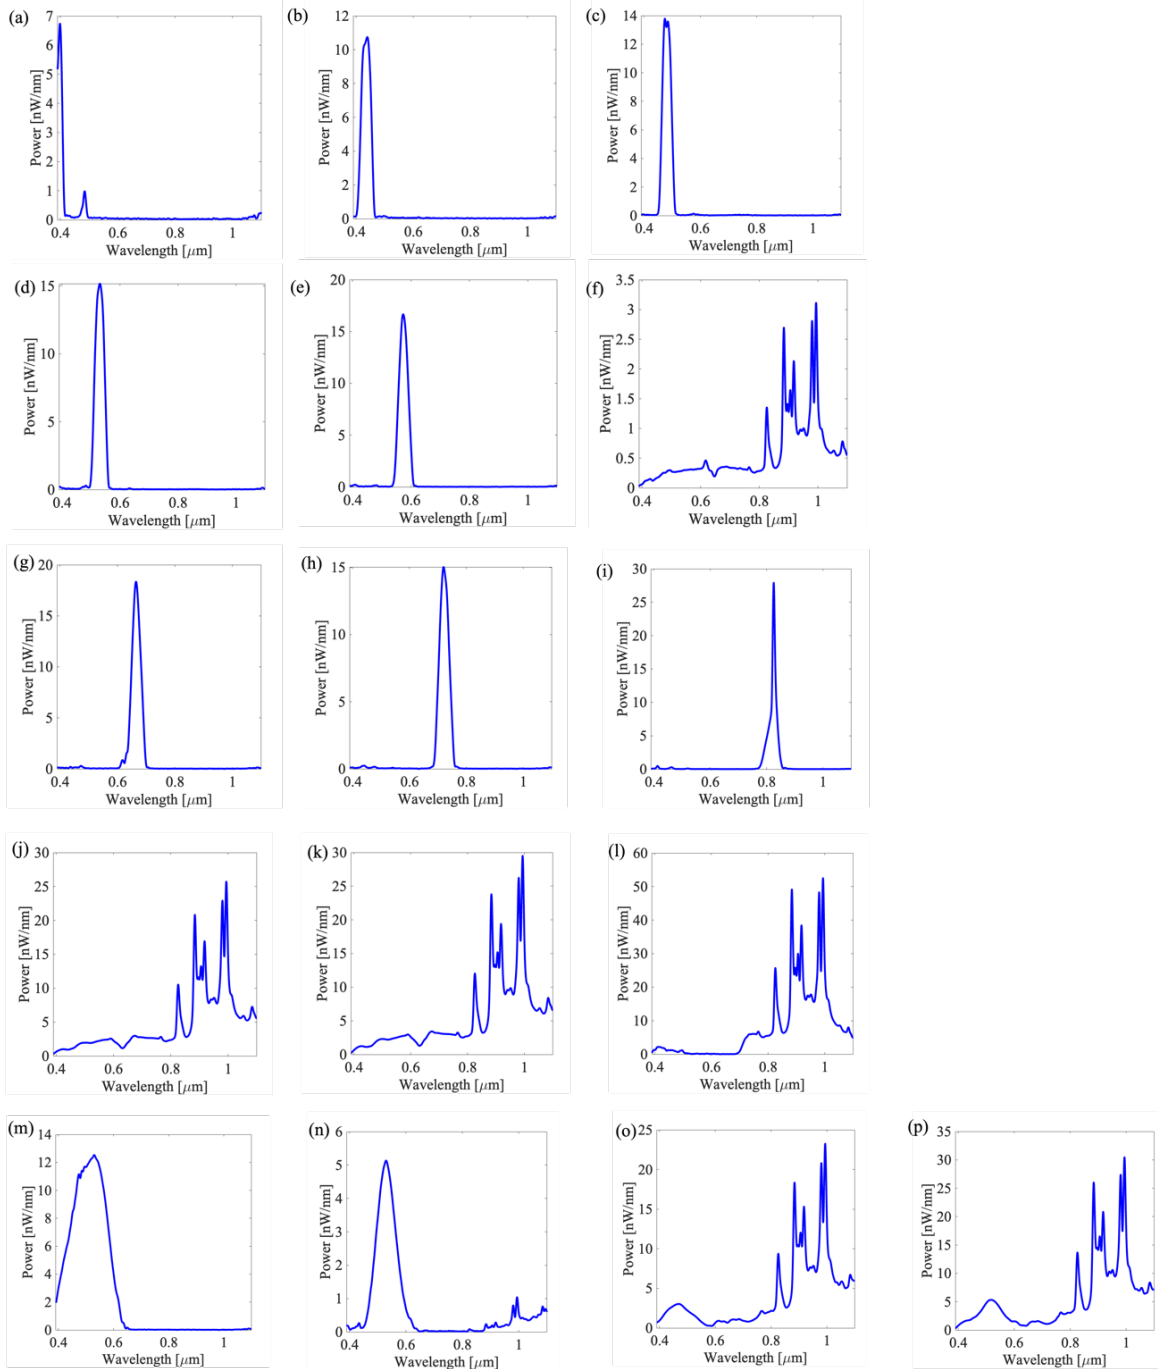 (a)
7
6
5
4
3
2
1
0
Power [nW/nm]
0.4 0.6 0.8 1
Wavelength [μm]
(b)
12
10
8
6
4
2
0
Power [nW/nm]
0.4 0.6 0.8 1
Wavelength [μm]
(c)
14
12
10
8
6
4
2
0
Power [nW/nm]
0.4 0.6 0.8 1
Wavelength [μm]
(d)
15
10
5
0
Power [nW/nm]
0.4 0.6 0.8 1
Wavelength [μm]
(e)
20
15
10
5
0
Power [nW/nm]
0.4 0.6 0.8 1
Wavelength [μm]
(f)
3.5
3
2.5
2
1.5
1
0.5
0
Power [nW/nm]
0.4 0.6 0.8 1
Wavelength [μm]
(g)
20
15
10
5
0
Power [nW/nm]
0.4 0.6 0.8 1
Wavelength [μm]
(h)
15
10
5
0
Power [nW/nm]
0.4 0.6 0.8 1
Wavelength [μm]
(i)
30
25
20
15
10
5
0
Power [nW/nm]
0.4 0.6 0.8 1
Wavelength [μm]
(j)
30
25
20
15
10
5
0
Power [nW/nm]
0.4 0.6 0.8 1
Wavelength [μm]
(k)
30
25
20
15
10
5
0
Power [nW/nm]
0.4 0.6 0.8 1
Wavelength [μm]
(l)
60
50
40
30
20
10
0
Power [nW/nm]
0.4 0.6 0.8 1
Wavelength [μm]
(m)
14
12
10
8
6
4
2
0
Power [nW/nm]
0.4 0.6 0.8 1
Wavelength [μm]
(n)
6
5
4
3
2
1
0
Power [nW/nm]
0.4 0.6 0.8 1
Wavelength [μm]
(o)
25
20
15
10
5
0
Power [nW/nm]
0.4 0.6 0.8 1
Wavelength [μm]
(p)
35
30
25
20
15
10
5
0
Power [nW/nm]
0.4 0.6 0.8 1
Wavelength [μm]